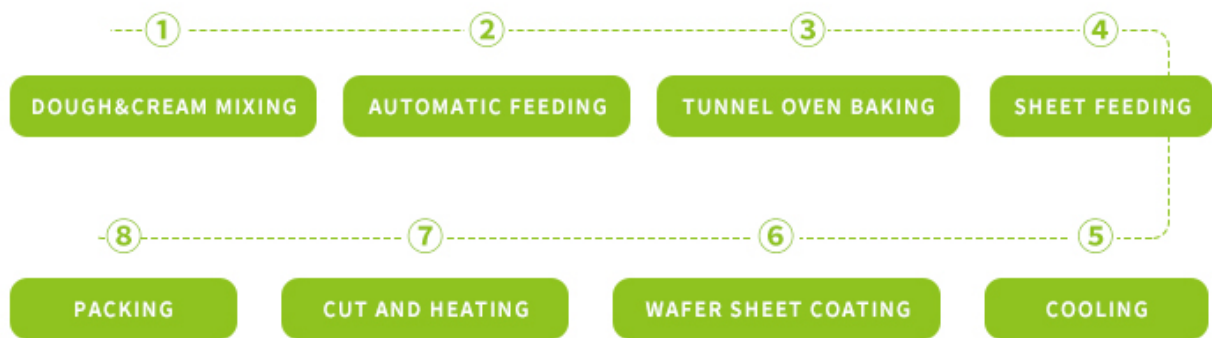 1
2
3
4
DOUGH&CREAM MIXING
AUTOMATIC FEEDING
TUNNEL OVEN BAKING
SHEET FEEDING
8
7
6
5
PACKING
CUT AND HEATING
WAFER SHEET COATING
COOLING